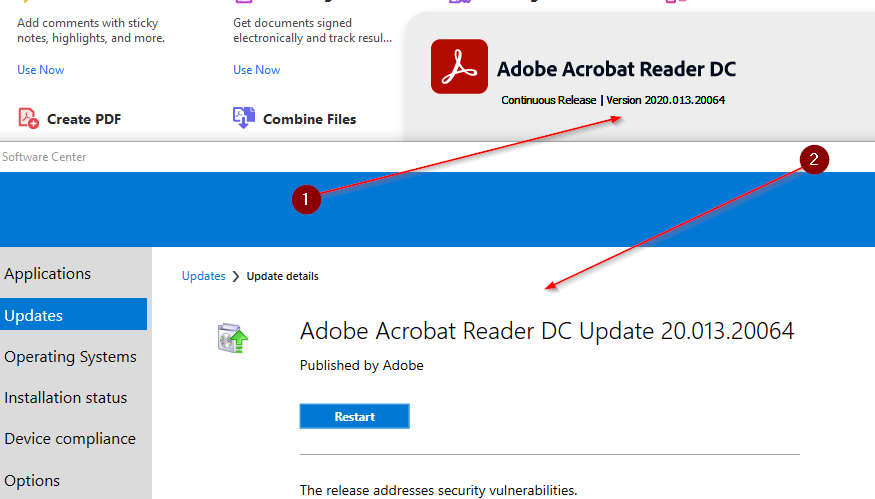 Add comments with sticky
notes, highlights, and more.
Use Now
Get documents signed
electronically and track resul...
Use Now
Create PDF
Combine Files
Adobe Acrobat Reader DC
Continuous Release | Version 2020.013.20064
Software Center
1
2
Applications
Updates
Operating Systems
Installation status
Device compliance
Options
Updates ❯ Update details
Adobe Acrobat Reader DC Update 20.013.20064
Published by Adobe
Restart
The release addresses security vulnerabilities.